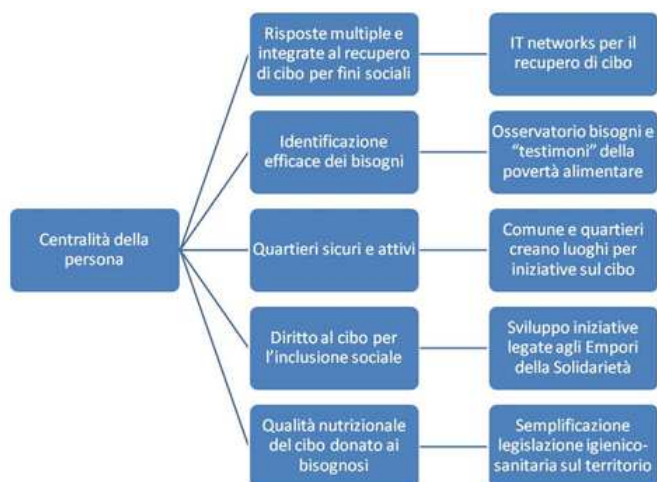 Risposte multiple e
integrate al recupero
di cibo per fini sociali
IT networks per il
recupero di cibo
Identificazione
efficace dei bisogni
Osservatorio bisogni e
"testimoni" della
povertà alimentare
Centralità della
persona
Quartieri sicuri e attivi
Comune e quartieri
creano luoghi per
iniziative sul cibo
Diritto al cibo per
l'inclusione sociale
Sviluppo iniziative
legate agli Empori
della Solidarietà
Qualità nutrizionale
del cibo donato ai
bisognosi
Semplificazione
legislazione igienico-
sanitaria sul territorio